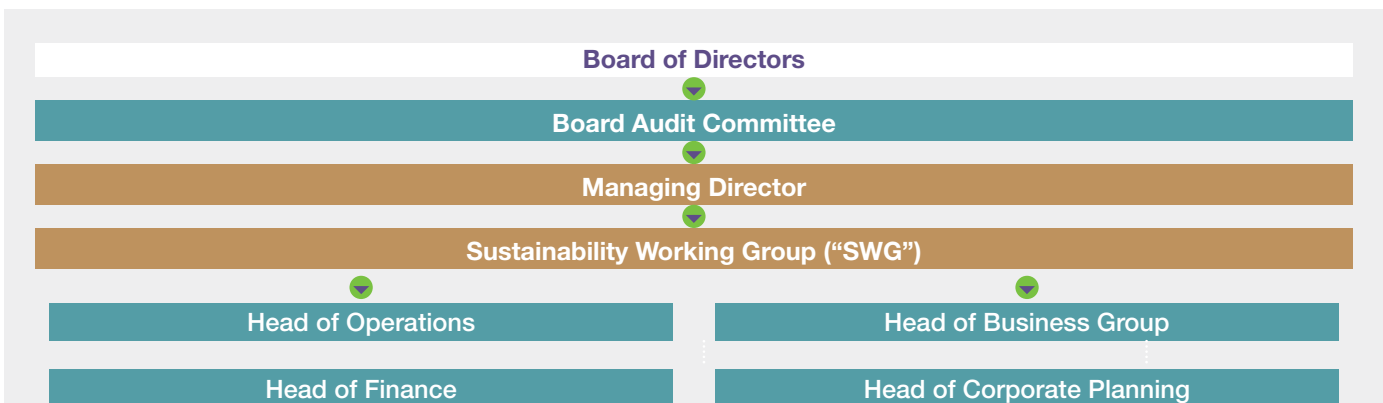 Board of Directors
Board Audit Committee
Managing Director
Sustainability Working Group (“SWG”)
Head of Operations
Head of Business Group
Head of Finance
Head of Corporate Planning